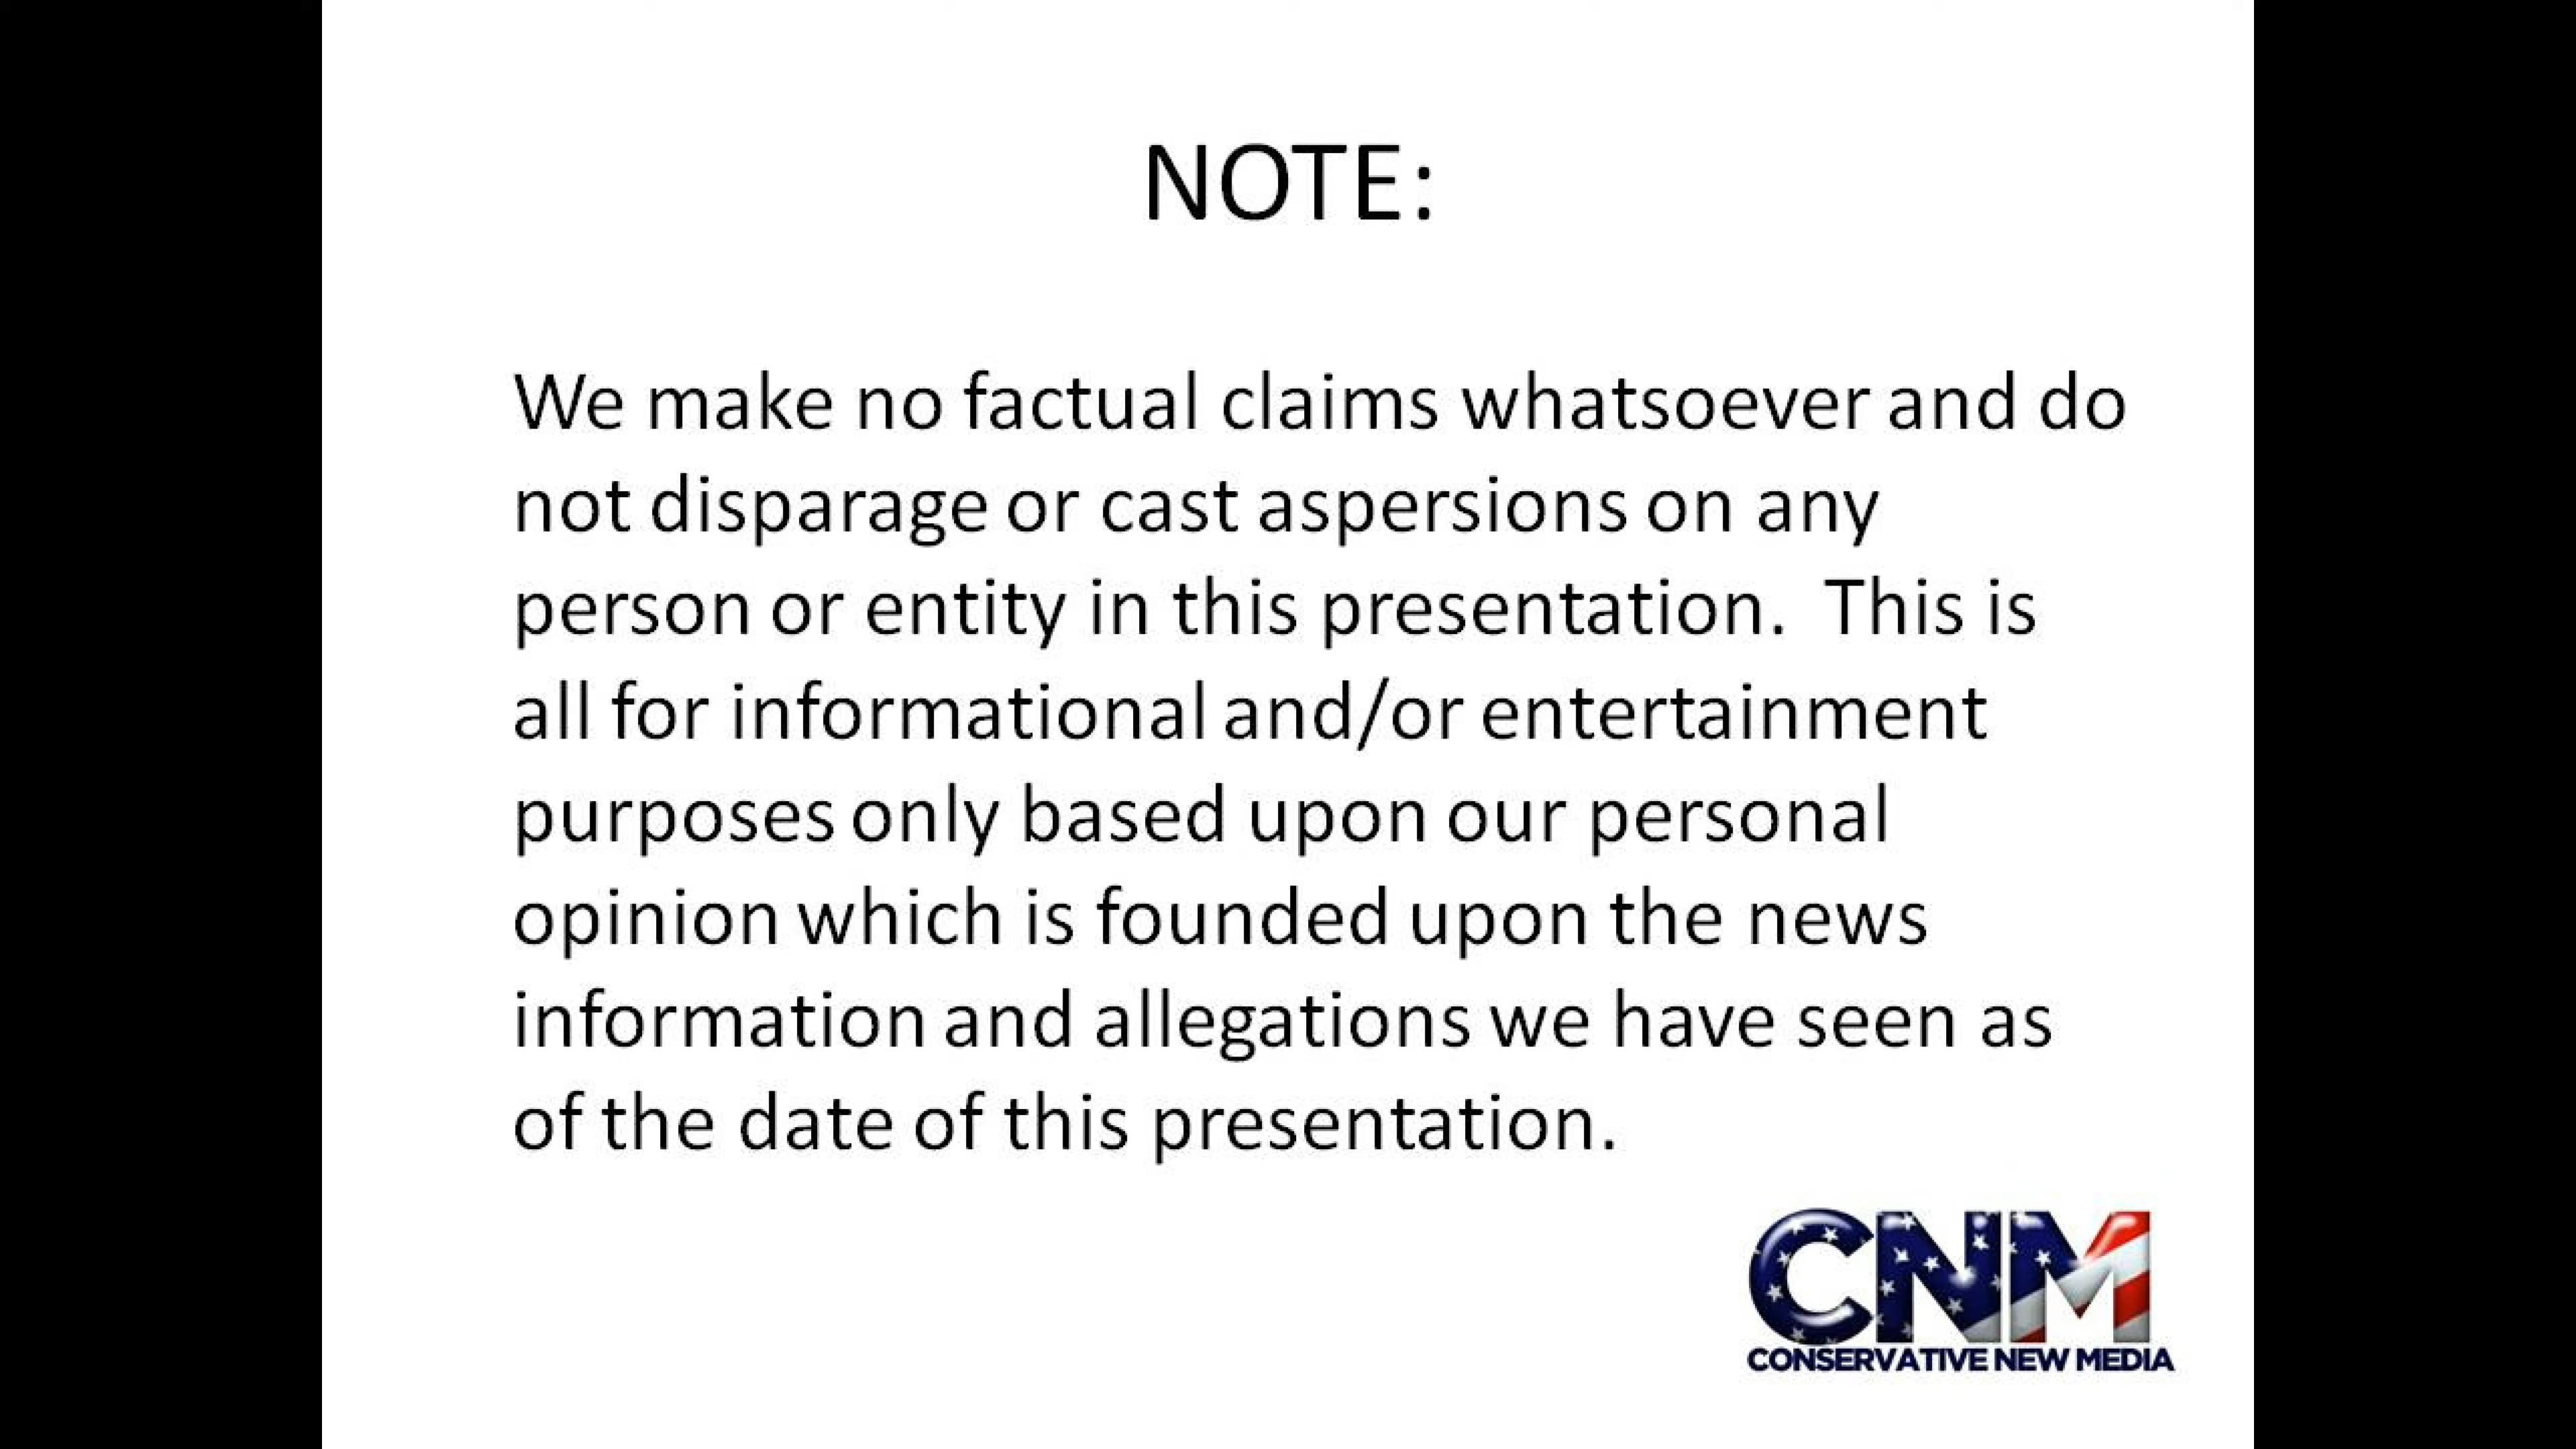 NOTE:
We make no factual claims whatsoever and do
not disparage or cast aspersions on any
person or entity in this presentation.  This is
all for informational and/or entertainment
purposes only based upon our personal
opinion which is founded upon the news
information and allegations we have seen as
of the date of this presentation.
CNM
CONSERVATIVE NEW MEDIA